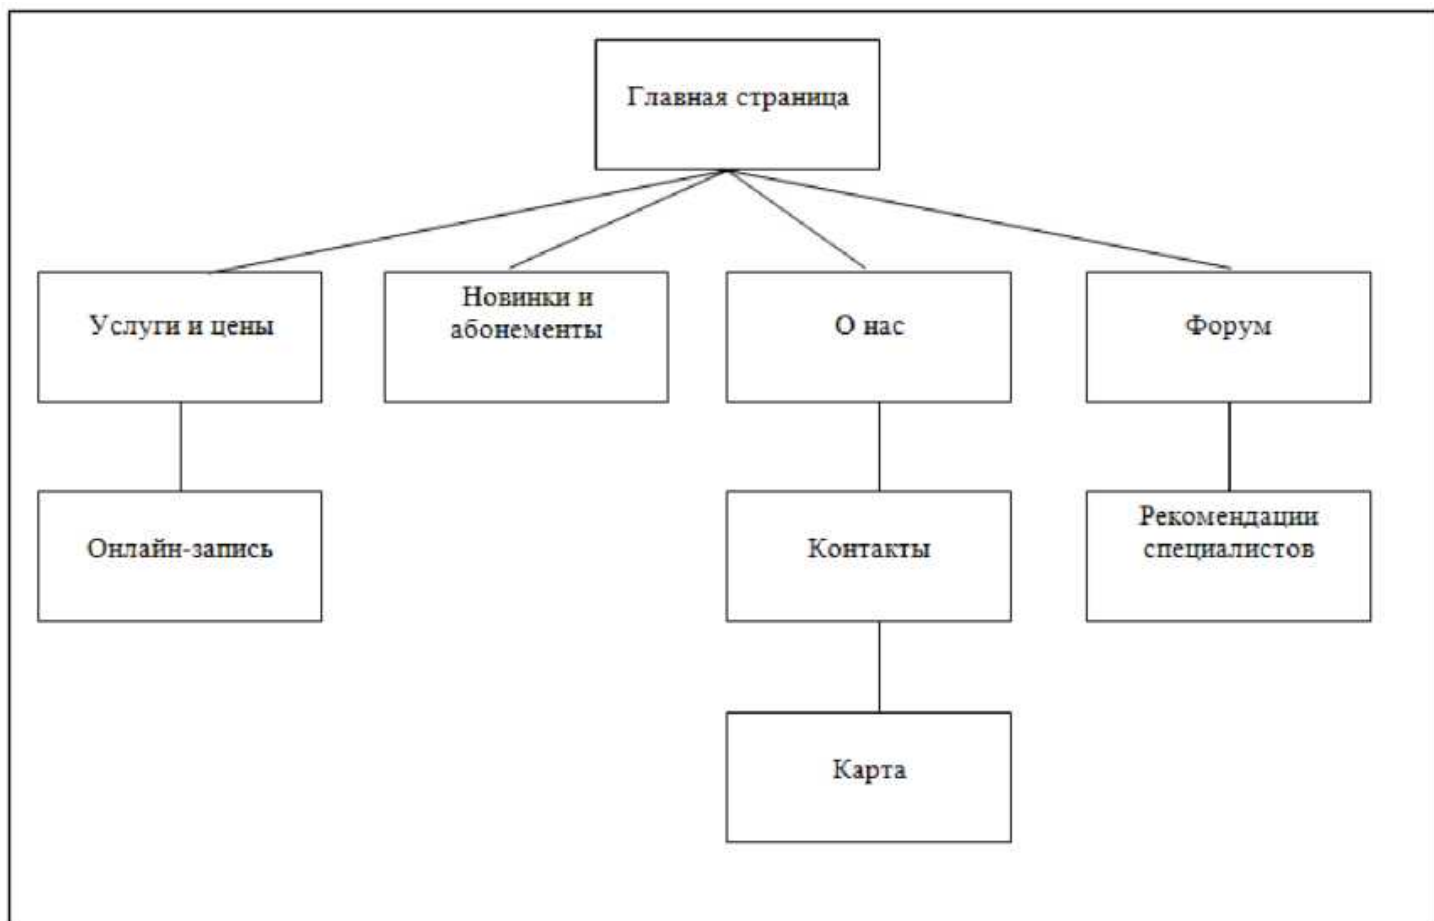 Главная страница
Услуги и цены
Новинки и
абонементы
О нас
Форум
Онлайн-запись
Контакты
Рекомендации
специалистов
Карта